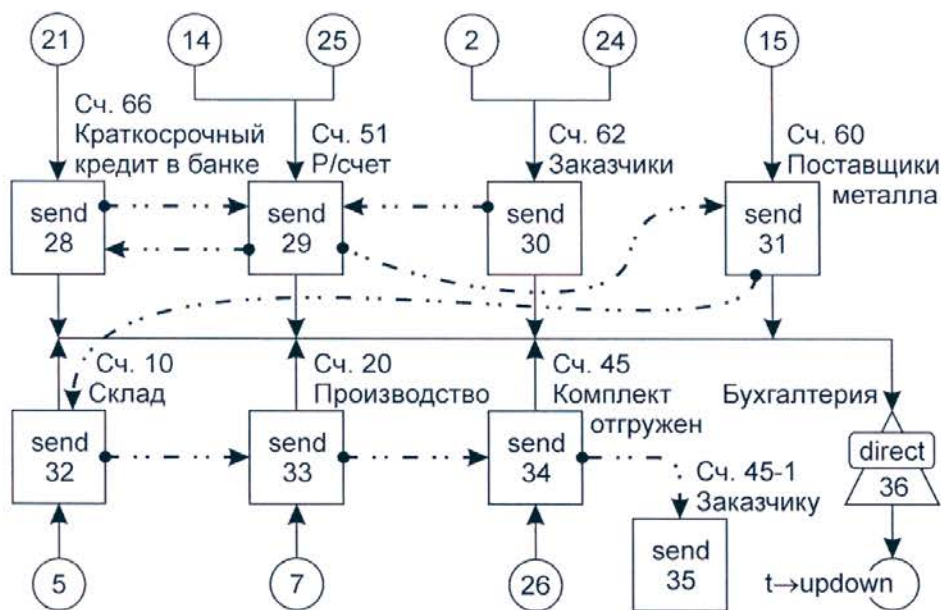 21
14
25
2
24
15
Сч. 66
Краткосрочный
кредит в банке
Сч. 51
Р/счет
Сч. 62
Заказчики
Сч. 60
Поставщики
металла
send
28
send
29
send
30
send
31
Сч. 10
Склад
Сч. 20
Производство
Сч. 45
Комплект
отгружен
Бухгалтерия
send
32
send
33
send
34
Сч. 45-1
Заказчику
send
35
direct
36
5
7
26
t→updown